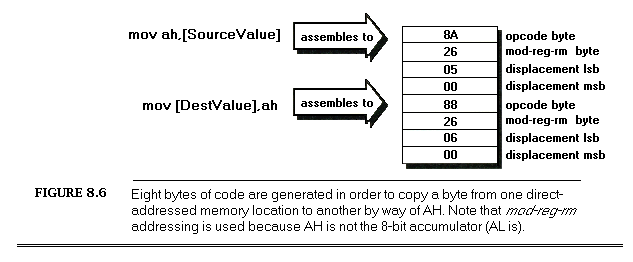 mov ah,[SourceValue]
assembles to
8A opcode byte
26 mod-reg-rm byte
05 displacement lsb
00 displacement msb
mov [DestValue],ah
assembles to
88 opcode byte
26 mod-reg-rm byte
06 displacement lsb
00 displacement msb
FIGURE 8.6 Eight bytes of code are generated in order to copy a byte from one direct-
addressed memory location to another by way of AH. Note that mod-reg-rm
addressing is used because AH is not the 8-bit accumulator (AL is).